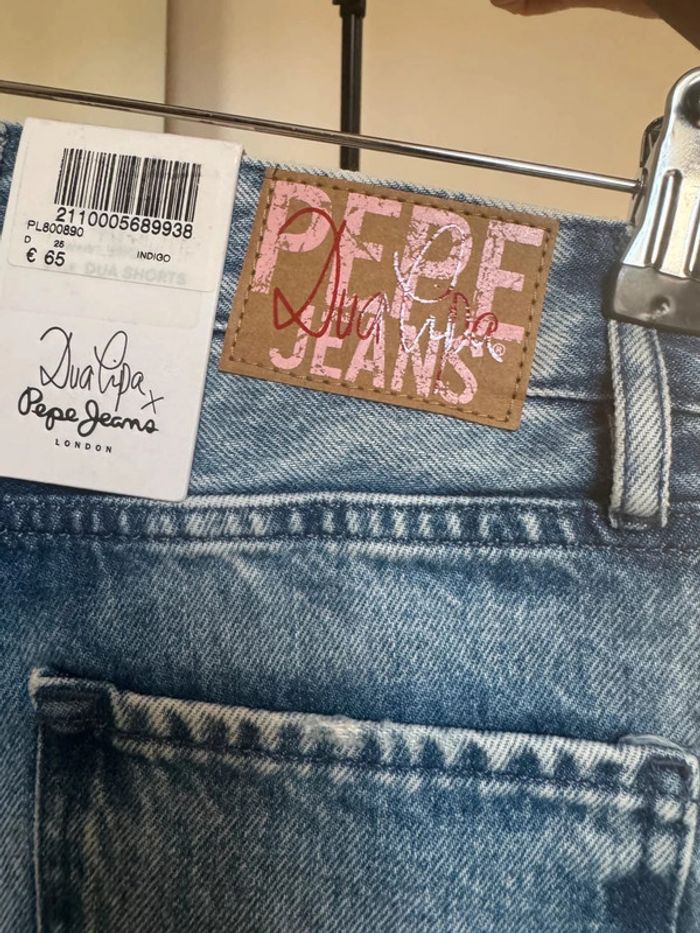 2110005689938
PL800890
D 25 INDIGO
€ 65
DUA SHORTS
Dua Lipa x
Pepe Jeans
LONDON
PEPE
Dua Lipa
JEANS